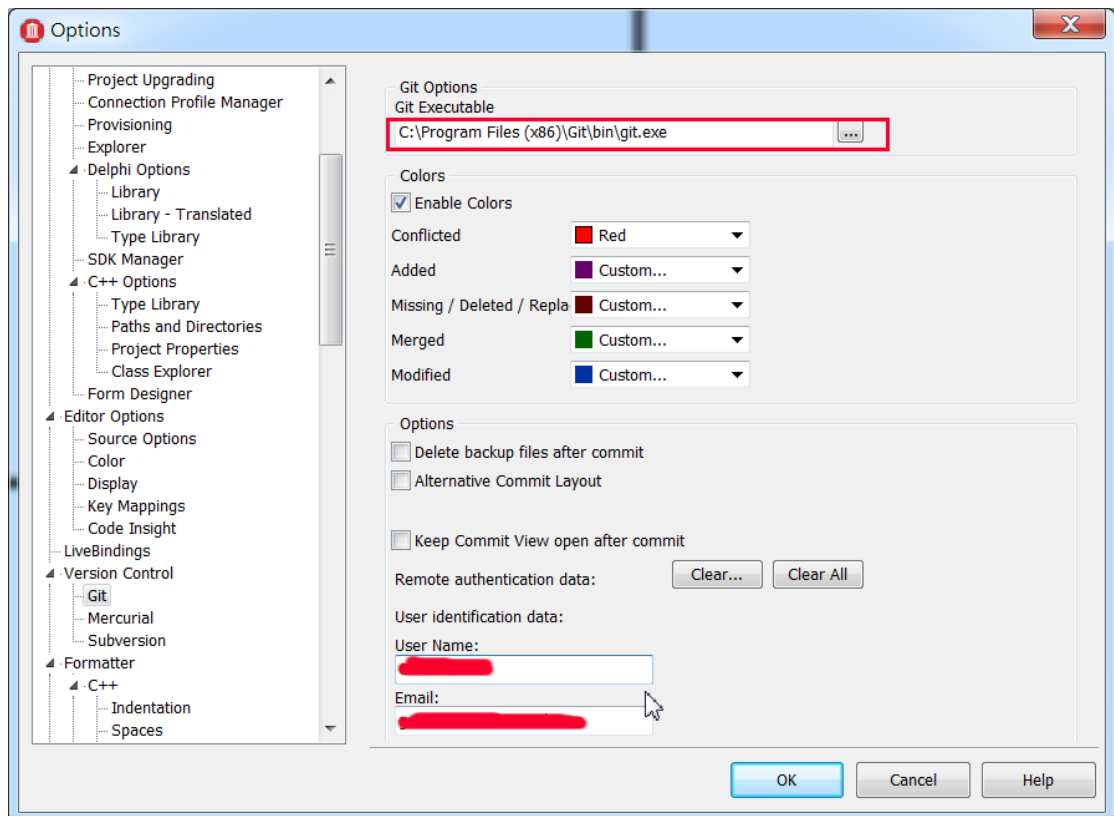 Options
Project Upgrading
Connection Profile Manager
Provisioning
Explorer
Delphi Options
Library
Library - Translated
Type Library
SDK Manager
C++ Options
Type Library
Paths and Directories
Project Properties
Class Explorer
Form Designer
Editor Options
Source Options
Color
Display
Key Mappings
Code Insight
LiveBindings
Version Control
Git
Mercurial
Subversion
Formatter
C++
Indentation
Spaces
Git Options
Git Executable
C:\Program Files (x86)\Git\bin\git.exe
...
Colors
Enable Colors
Conflicted Red
Added Custom...
Missing / Deleted / Repla Custom...
Merged Custom...
Modified Custom...
Options
Delete backup files after commit
Alternative Commit Layout
Keep Commit View open after commit
Remote authentication data: Clear... Clear All
User identification data:
User Name:
Email:
OK Cancel Help